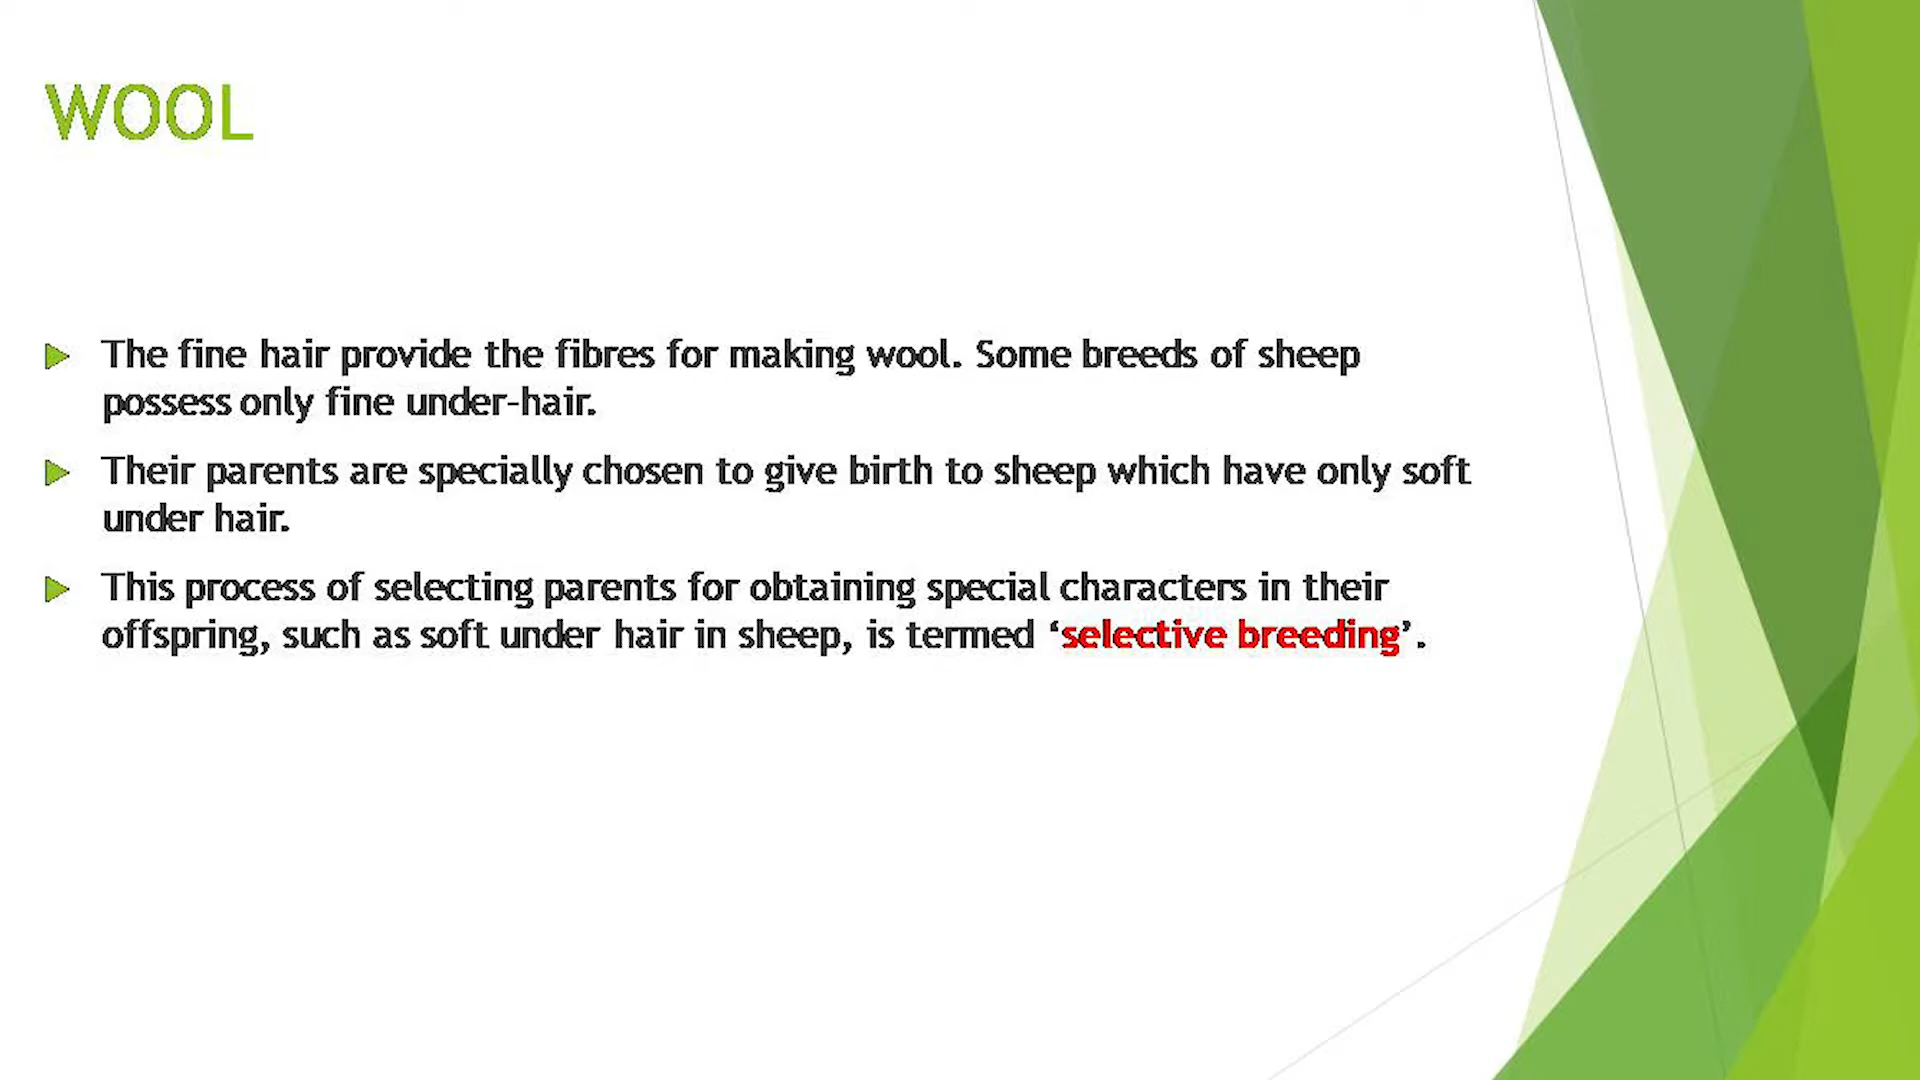 WOOL
The fine hair provide the fibres for making wool. Some breeds of sheep
possess only fine under-hair.
Their parents are specially chosen to give birth to sheep which have only soft
under hair.
This process of selecting parents for obtaining special characters in their
offspring, such as soft under hair in sheep, is termed ‘selective breeding’.